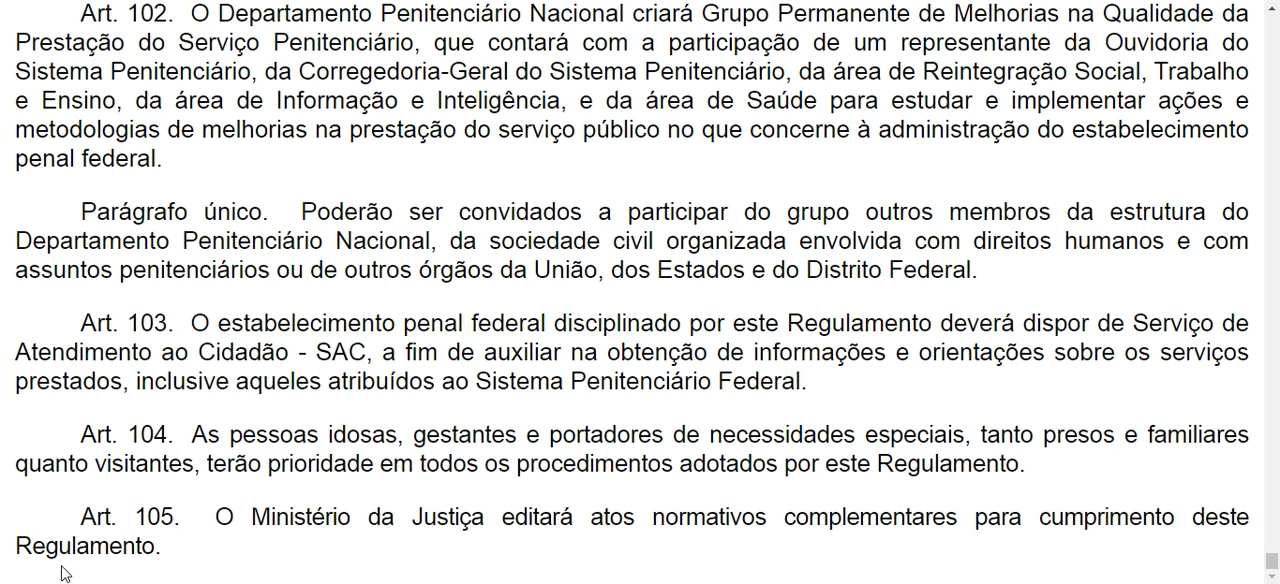 Art. 102. O Departamento Penitenciário Nacional criará Grupo Permanente de Melhorias na Qualidade da
Prestação do Serviço Penitenciário, que contará com a participação de um representante da Ouvidoria do
Sistema Penitenciário, da Corregedoria-Geral do Sistema Penitenciário, da área de Reintegração Social, Trabalho
e Ensino, da área de Informação e Inteligência, e da área de Saúde para estudar e implementar ações e
metodologias de melhorias na prestação do serviço público no que concerne à administração do estabelecimento
penal federal.
Parágrafo único. Poderão ser convidados a participar do grupo outros membros da estrutura do
Departamento Penitenciário Nacional, da sociedade civil organizada envolvida com direitos humanos e com
assuntos penitenciários ou de outros órgãos da União, dos Estados e do Distrito Federal.
Art. 103. O estabelecimento penal federal disciplinado por este Regulamento deverá dispor de Serviço de
Atendimento ao Cidadão - SAC, a fim de auxiliar na obtenção de informações e orientações sobre os serviços
prestados, inclusive aqueles atribuídos ao Sistema Penitenciário Federal.
Art. 104. As pessoas idosas, gestantes e portadores de necessidades especiais, tanto presos e familiares
quanto visitantes, terão prioridade em todos os procedimentos adotados por este Regulamento.
Art. 105. O Ministério da Justiça editará atos normativos complementares para cumprimento deste
Regulamento.